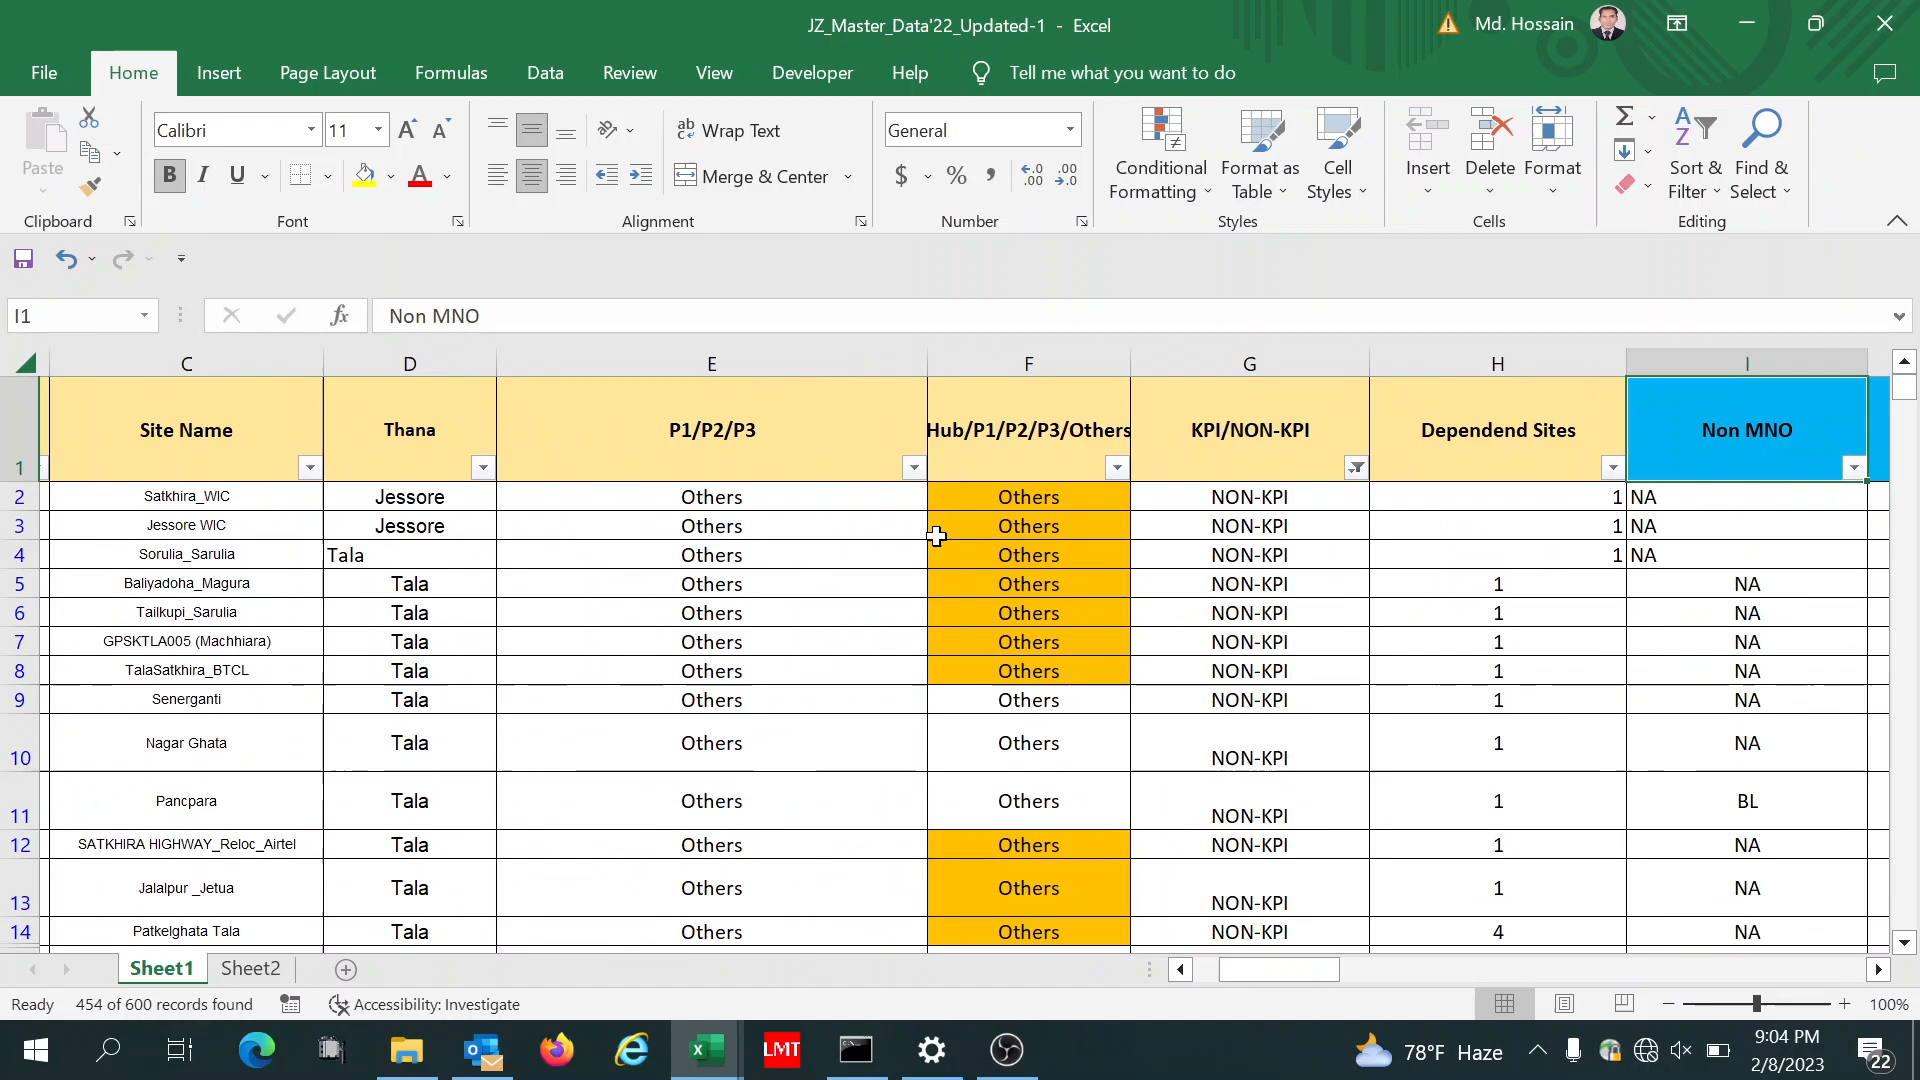 JZ_Master_Data'22_Updated-1 - Excel
Md. Hossain
File Home Insert Page Layout Formulas Data Review View Developer Help Tell me what you want to do
Calibri 11 ab Wrap Text General
Paste B I U A Merge & Center $ % , Conditional Formatting Format as Table Cell Styles Insert Delete Format Sort & Filter Find & Select
Clipboard Font Alignment Number Styles Cells Editing
I1 fx Non MNO
C D E F G H I
1 Site Name Thana P1/P2/P3 Hub/P1/P2/P3/Others KPI/NON-KPI Dependend Sites Non MNO
2 Satkhira_WIC Jessore Others Others NON-KPI 1 NA
3 Jessore WIC Jessore Others Others NON-KPI 1 NA
4 Sorulia_Sarulia Tala Others Others NON-KPI 1 NA
5 Baliyadoha_Magura Tala Others Others NON-KPI 1 NA
6 Tailkupi_Sarulia Tala Others Others NON-KPI 1 NA
7 GPSKTLA005 (Machhiara) Tala Others Others NON-KPI 1 NA
8 TalaSatkhira_BTCL Tala Others Others NON-KPI 1 NA
9 Senerganti Tala Others Others NON-KPI 1 NA
10 Nagar Ghata Tala Others Others NON-KPI 1 NA
11 Pancpara Tala Others Others NON-KPI 1 BL
12 SATKHIRA HIGHWAY_Reloc_Airtel Tala Others Others NON-KPI 1 NA
13 Jalalpur _Jetua Tala Others Others NON-KPI 1 NA
14 Patkelghata Tala Tala Others Others NON-KPI 4 NA
Sheet1 Sheet2
Ready 454 of 600 records found Accessibility: Investigate 100%
LMT 78°F Haze 9:04 PM
2/8/2023 22